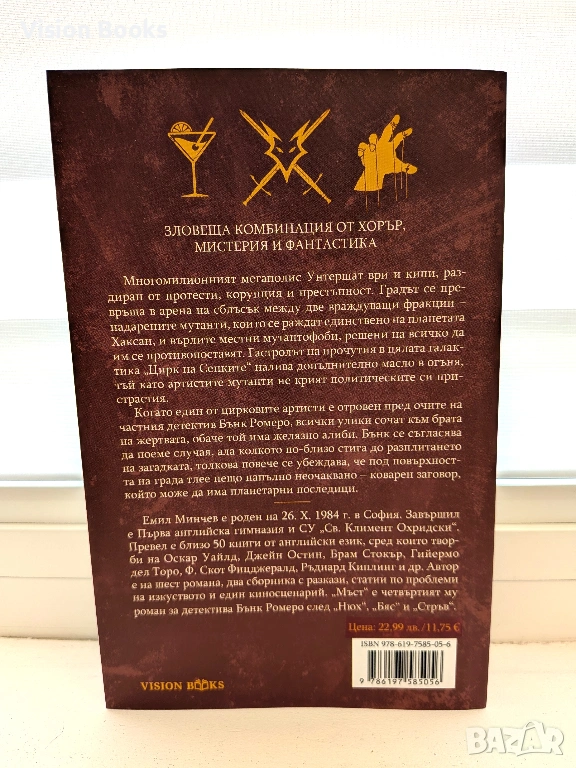 Vision Books
ЗЛОВЕЩА КОМБИНАЦИЯ ОТ ХОРЪР,
МИСТЕРИЯ И ФАНТАСТИКА
Многомилионният мегаполис Унтерщат ври и кипи, раз-
диран от протести, корупция и престъпност. Градът се пре-
връща в арена на сблъсък между две враждуващи фракции –
надарените мутанти, които се раждат единствено на планетата
Хаксан, и върлите местни мутантофоби, решени на всичко да
им се противопоставят. Гастролът на прочутия в цялата галак-
тика „Цирк на Сенките“ налива допълнително масло в огъня,
тъй като артистите мутанти не крият политическите си при-
страстия.
Когато един от цирковите артисти е отровен пред очите на
частния детектив Бънк Ромеро, всички улики сочат към брата
на жертвата, обаче той има желязно алиби. Бънк се съгласява
да поеме случая, ала колкото по-близо стига до разплитането
на загадката, толкова повече се убеждава, че под повърхност-
та на града тлее нещо напълно неочаквано – коварен заговор,
който може да има планетарни последици.
Емил Минчев е роден на 26. X. 1984 г. в София. Завършил
е Първа английска гимназия и СУ „Св. Климент Охридски“.
Превел е близо 50 книги от английски език, сред които твор-
би на Оскар Уайлд, Джейн Остин, Брам Стокър, Гийермо
дел Торо, Ф. Скот Фицджералд, Ръдиард Киплинг и др. Автор
е на шест романа, два сборника с разкази, статии по проблеми
на изкуството и един киносценарий. „Мъст“ е четвъртият му
роман за детектива Бънк Ромеро след „Нюх“, „Бяс“ и „Стръв“.
Цена: 22,99 лв. /11,75 €
ISBN 978-619-7585-05-6
9 786197 585056
VISION BOOKS
BAZAR